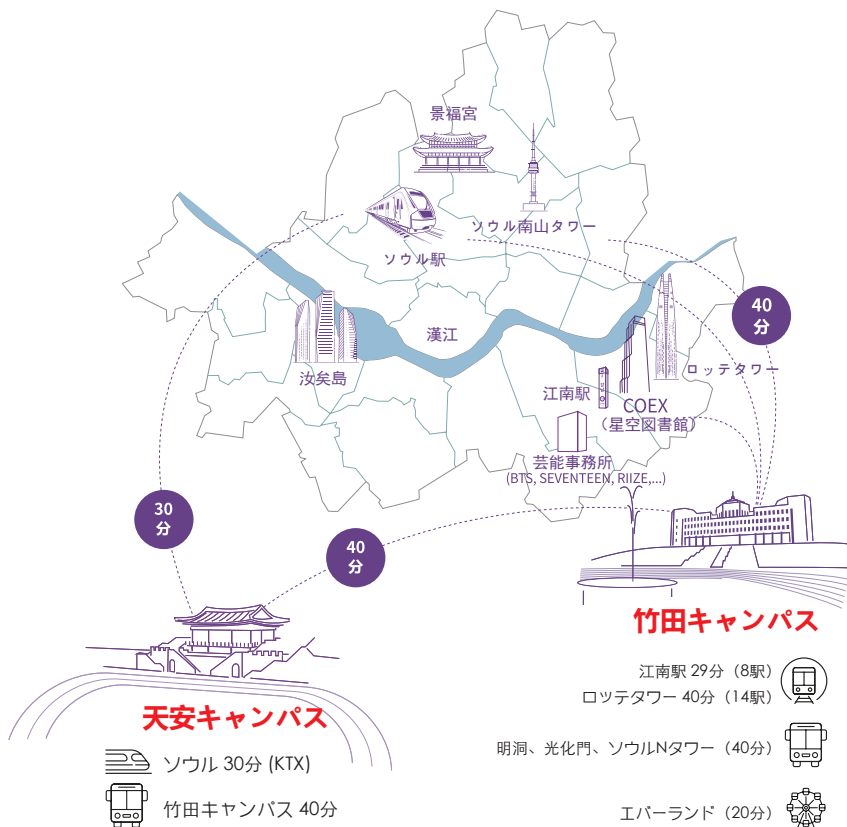 景福宮
ソウル南山タワー
ソウル駅
40
分
漢江
汝矣島
ロッテタワー
江南駅
COEX
（星空図書館）
芸能事務所
(BTS, SEVENTEEN, RIIZE,...)
30
分
40
分
竹田キャンパス
江南駅 29分（8駅）
ロッテタワー 40分（14駅）
明洞、光化門、ソウルNタワー（40分）
エバーランド（20分）
天安キャンパス
ソウル 30分 (KTX)
竹田キャンパス 40分